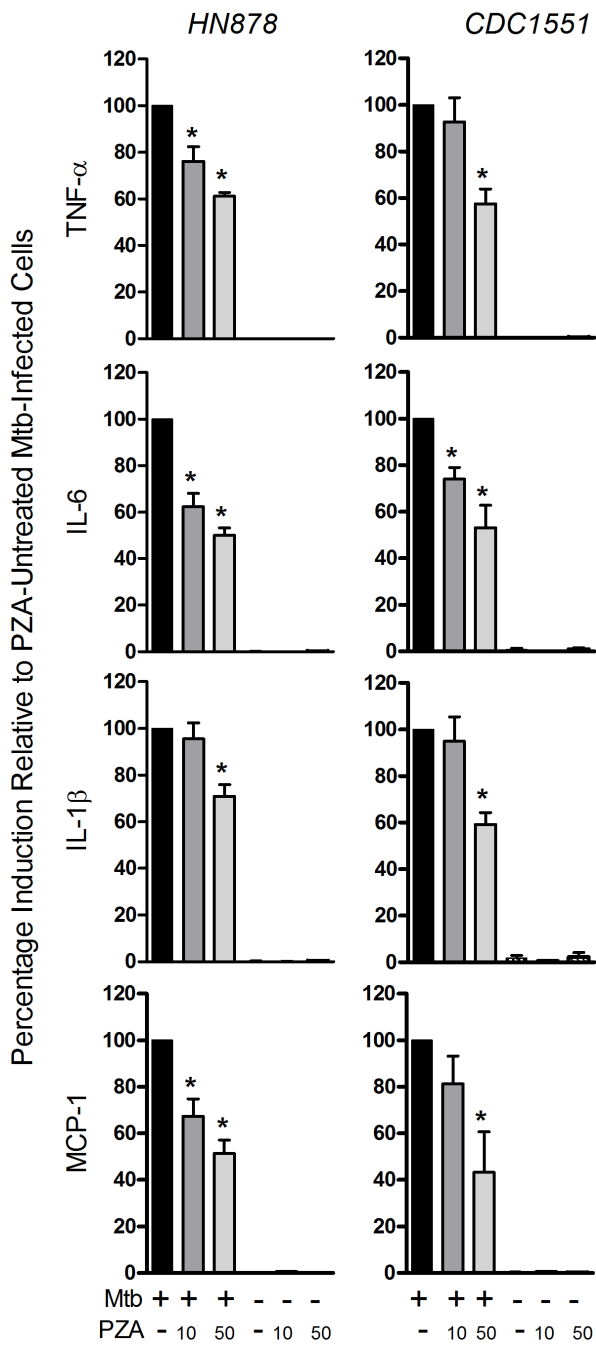 HN878 CDC1551
Percentage Induction Relative to PZA-Untreated Mtb-Infected Cells
TNF-α
120 120
100 * 100
80 * 80 *
60 60
40 40
20 20
0 0
IL-6
120 120
100 100
80 * * 80 * *
60 60
40 40
20 20
0 0
IL-1β
120 120
100 100
80 * 80 *
60 60
40 40
20 20
0 0
MCP-1
120 120
100 100
80 * * 80 *
60 60
40 40
20 20
0 0
Mtb + + + - - - + + + - - -
PZA - 10 50 - 10 50 - 10 50 - 10 50